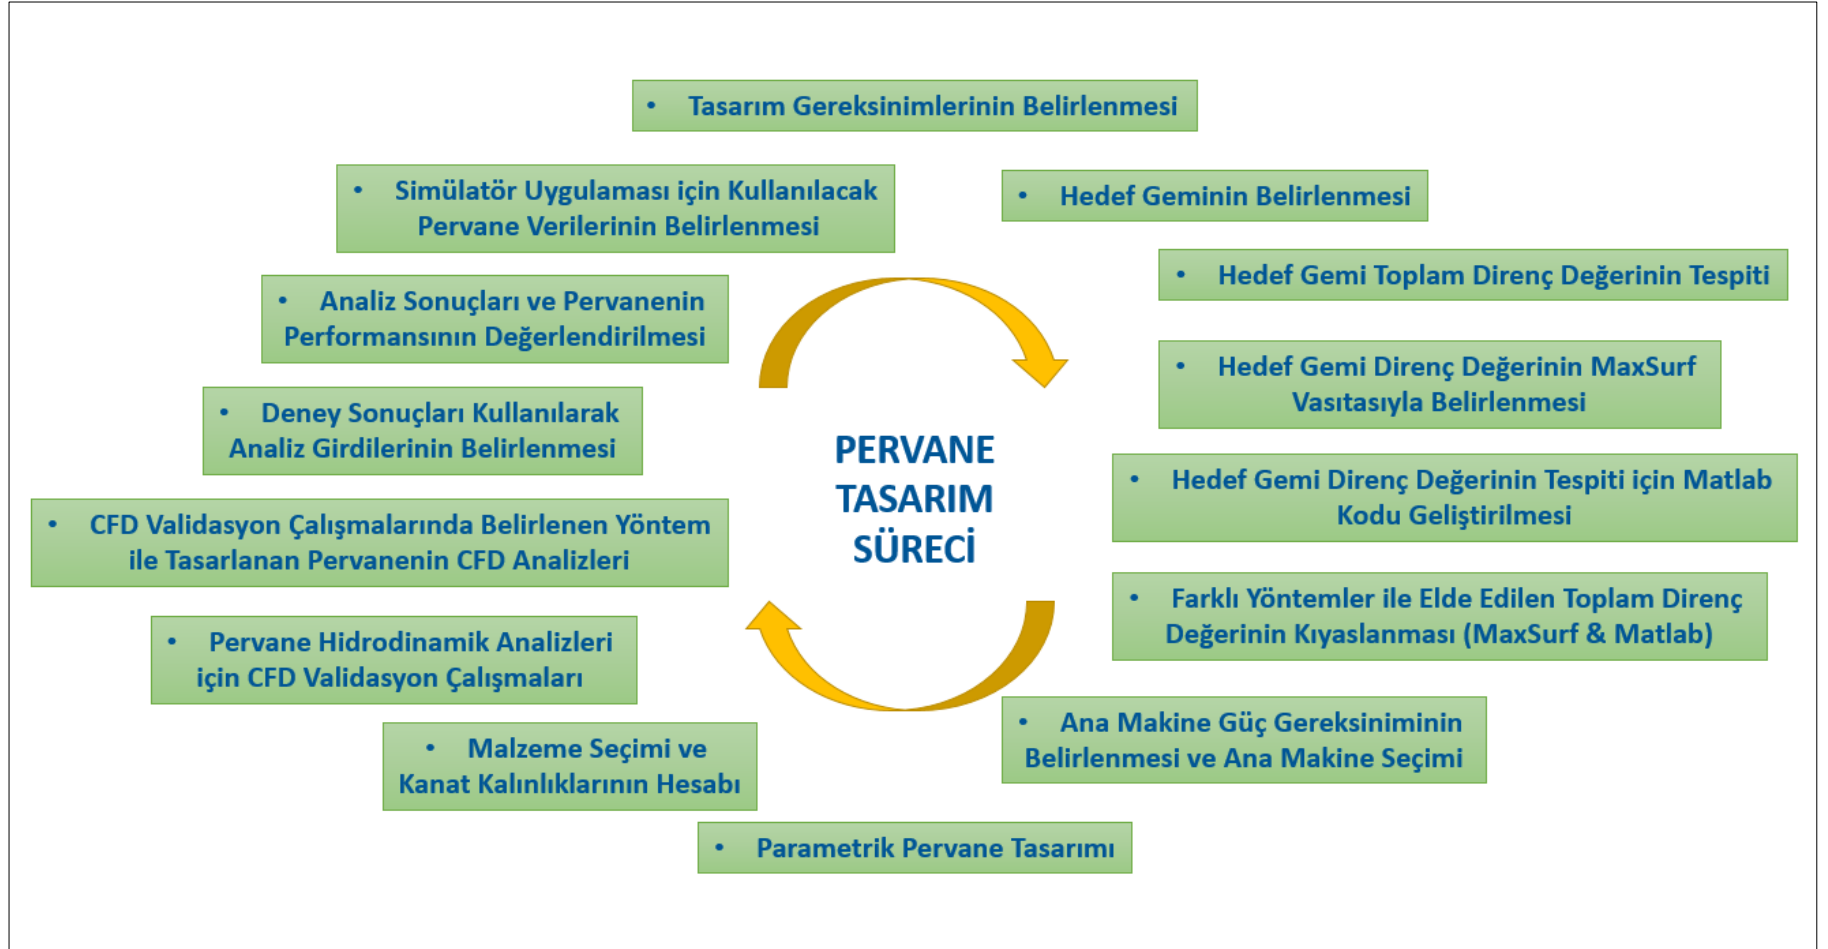 • Tasarım Gereksinimlerinin Belirlenmesi
• Hedef Geminin Belirlenmesi
• Hedef Gemi Toplam Direnç Değerinin Tespiti
• Hedef Gemi Direnç Değerinin MaxSurf
Vasıtasıyla Belirlenmesi
• Hedef Gemi Direnç Değerinin Tespiti için Matlab
Kodu Geliştirilmesi
• Farklı Yöntemler ile Elde Edilen Toplam Direnç
Değerinin Kıyaslanması (MaxSurf & Matlab)
• Ana Makine Güç Gereksiniminin
Belirlenmesi ve Ana Makine Seçimi
• Parametrik Pervane Tasarımı
• Malzeme Seçimi ve
Kanat Kalınlıklarının Hesabı
• Pervane Hidrodinamik Analizleri
için CFD Validasyon Çalışmaları
• CFD Validasyon Çalışmalarında Belirlenen Yöntem
ile Tasarlanan Pervanenin CFD Analizleri
• Deney Sonuçları Kullanılarak
Analiz Girdilerinin Belirlenmesi
• Analiz Sonuçları ve Pervanenin
Performansının Değerlendirilmesi
• Simülatör Uygulaması için Kullanılacak
Pervane Verilerinin Belirlenmesi
PERVANE
TASARIM
SÜRECİ